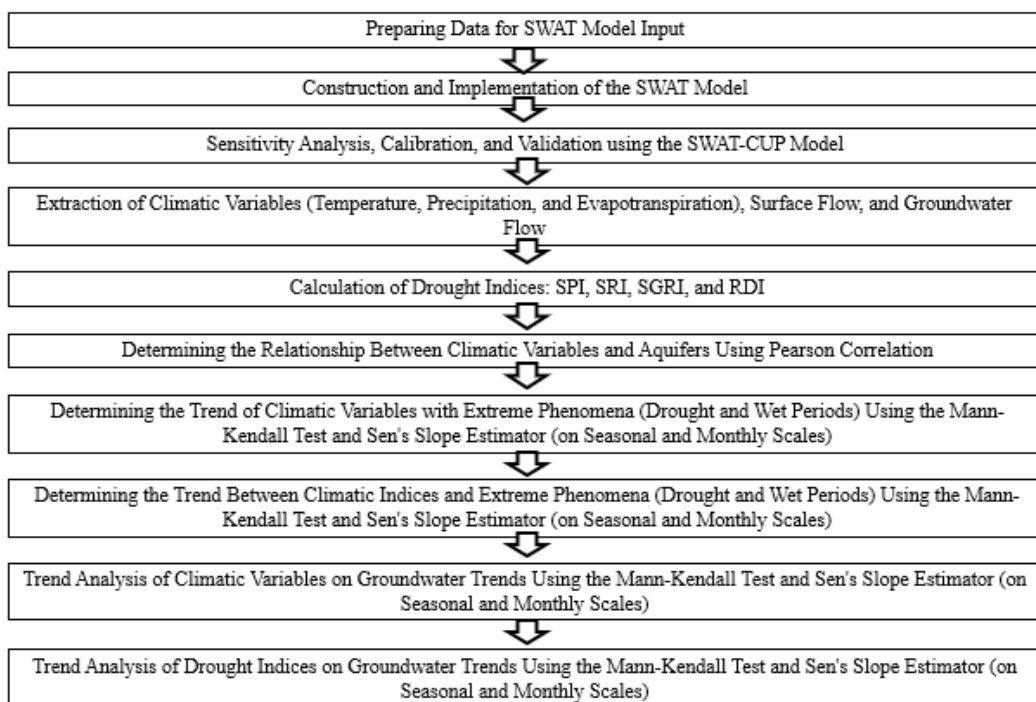 Preparing Data for SWAT Model Input
Construction and Implementation of the SWAT Model
Sensitivity Analysis, Calibration, and Validation using the SWAT-CUP Model
Extraction of Climatic Variables (Temperature, Precipitation, and Evapotranspiration), Surface Flow, and Groundwater
Flow
Calculation of Drought Indices: SPI, SRI, SGRI, and RDI
Determining the Relationship Between Climatic Variables and Aquifers Using Pearson Correlation
Determining the Trend of Climatic Variables with Extreme Phenomena (Drought and Wet Periods) Using the Mann-
Kendall Test and Sen's Slope Estimator (on Seasonal and Monthly Scales)
Determining the Trend Between Climatic Indices and Extreme Phenomena (Drought and Wet Periods) Using the Mann-
Kendall Test and Sen's Slope Estimator (on Seasonal and Monthly Scales)
Trend Analysis of Climatic Variables on Groundwater Trends Using the Mann-Kendall Test and Sen's Slope Estimator (on
Seasonal and Monthly Scales)
Trend Analysis of Drought Indices on Groundwater Trends Using the Mann-Kendall Test and Sen's Slope Estimator (on
Seasonal and Monthly Scales)